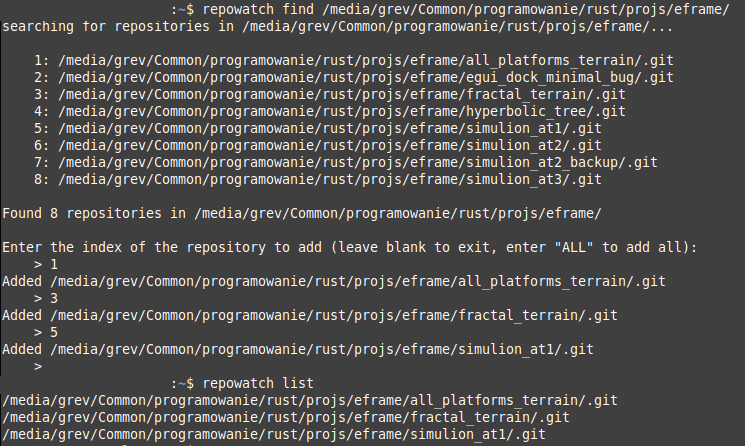 :~$ repowatch find /media/grev/Common/programowanie/rust/projs/eframe/
searching for repositories in /media/grev/Common/programowanie/rust/projs/eframe/...
1: /media/grev/Common/programowanie/rust/projs/eframe/all_platforms_terrain/.git
2: /media/grev/Common/programowanie/rust/projs/eframe/egui_dock_minimal_bug/.git
3: /media/grev/Common/programowanie/rust/projs/eframe/fractal_terrain/.git
4: /media/grev/Common/programowanie/rust/projs/eframe/hyperbolic_tree/.git
5: /media/grev/Common/programowanie/rust/projs/eframe/simulion_at1/.git
6: /media/grev/Common/programowanie/rust/projs/eframe/simulion_at2/.git
7: /media/grev/Common/programowanie/rust/projs/eframe/simulion_at2_backup/.git
8: /media/grev/Common/programowanie/rust/projs/eframe/simulion_at3/.git
Found 8 repositories in /media/grev/Common/programowanie/rust/projs/eframe/
Enter the index of the repository to add (leave blank to exit, enter "ALL" to add all):
> 1
Added /media/grev/Common/programowanie/rust/projs/eframe/all_platforms_terrain/.git
> 3
Added /media/grev/Common/programowanie/rust/projs/eframe/fractal_terrain/.git
> 5
Added /media/grev/Common/programowanie/rust/projs/eframe/simulion_at1/.git
>
:~$ repowatch list
/media/grev/Common/programowanie/rust/projs/eframe/all_platforms_terrain/.git
/media/grev/Common/programowanie/rust/projs/eframe/fractal_terrain/.git
/media/grev/Common/programowanie/rust/projs/eframe/simulion_at1/.git